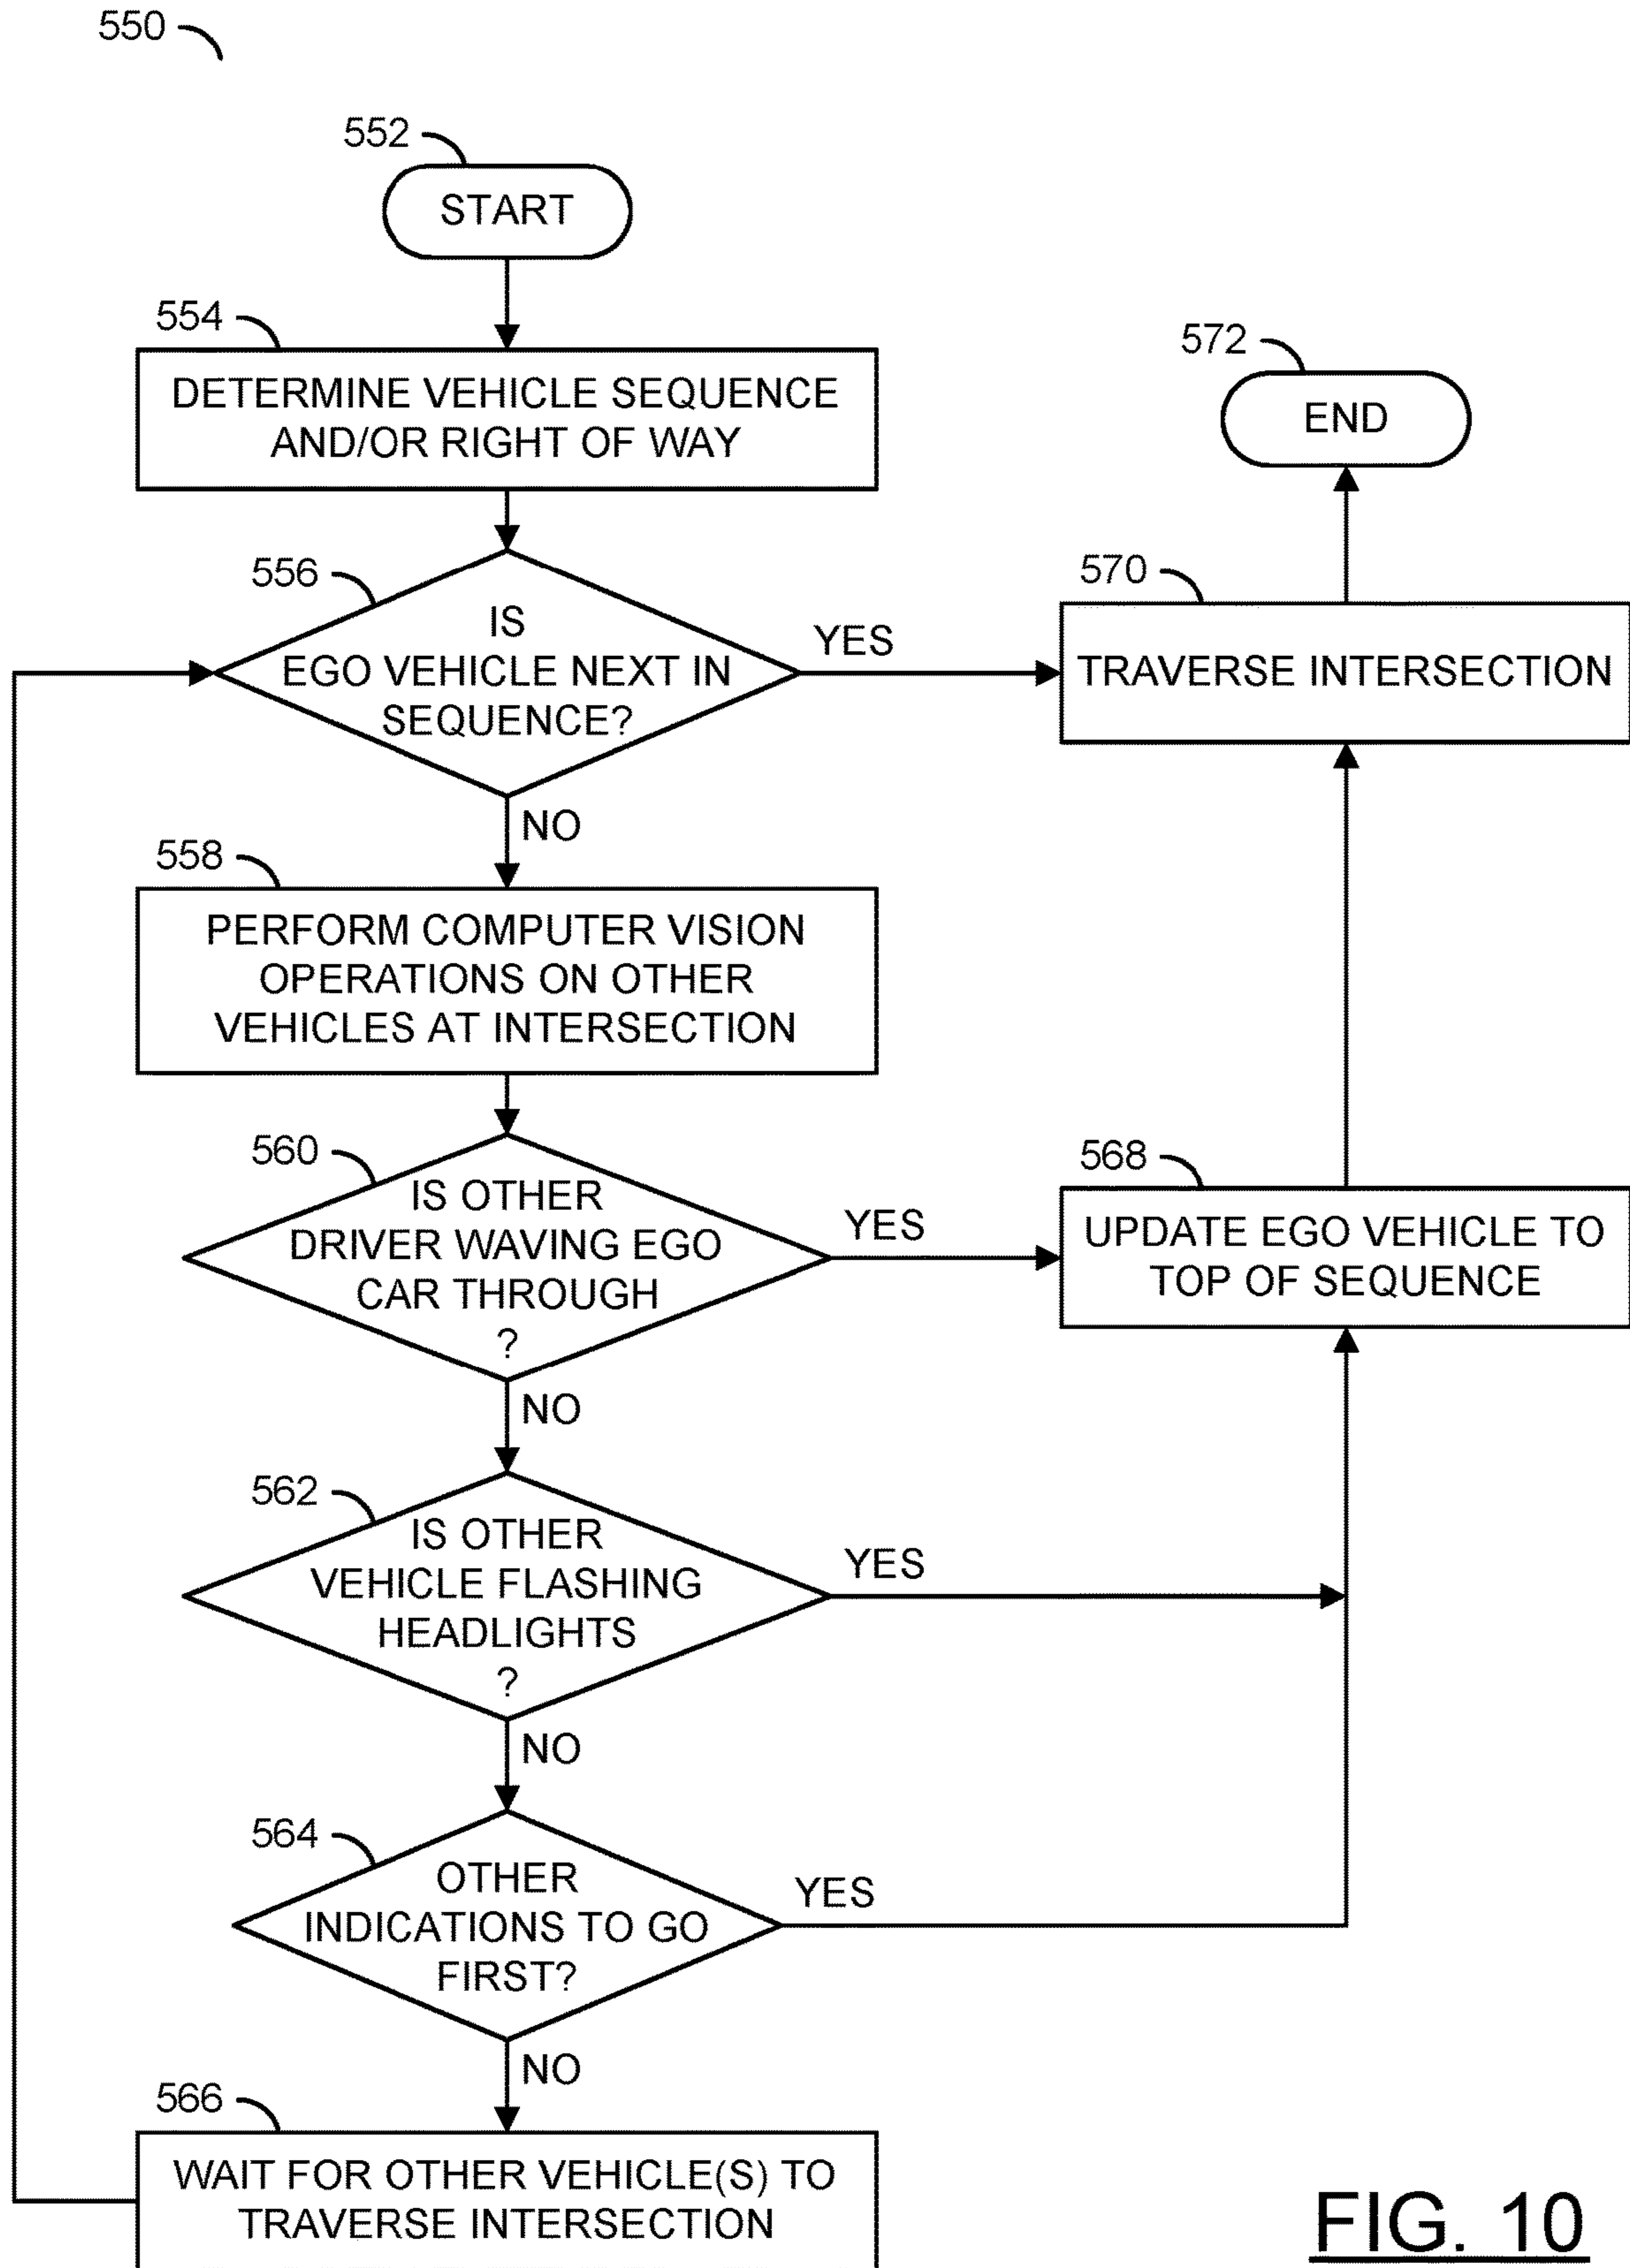 550
552
START
554
DETERMINE VEHICLE SEQUENCE
AND/OR RIGHT OF WAY
572
END
556
IS
EGO VEHICLE NEXT IN
SEQUENCE?
YES
570
TRAVERSE INTERSECTION
NO
558
PERFORM COMPUTER VISION
OPERATIONS ON OTHER
VEHICLES AT INTERSECTION
560
IS OTHER
DRIVER WAVING EGO
CAR THROUGH
?
YES
568
UPDATE EGO VEHICLE TO
TOP OF SEQUENCE
NO
562
IS OTHER
VEHICLE FLASHING
HEADLIGHTS
?
YES
NO
564
OTHER
INDICATIONS TO GO
FIRST?
YES
NO
566
WAIT FOR OTHER VEHICLE(S) TO
TRAVERSE INTERSECTION
FIG. 10